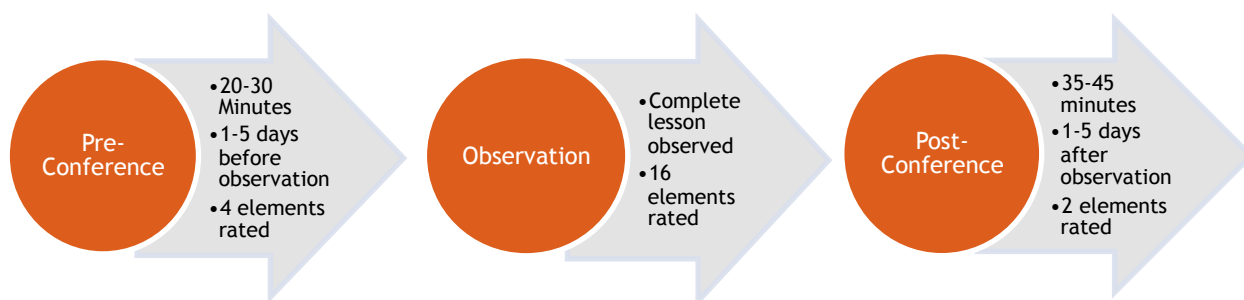 Pre-
Conference
•20-30
Minutes
•1-5 days
before
observation
•4 elements
rated
Observation
•Complete
lesson
observed
•16
elements
rated
Post-
Conference
•35-45
minutes
•1-5 days
after
observation
•2 elements
rated